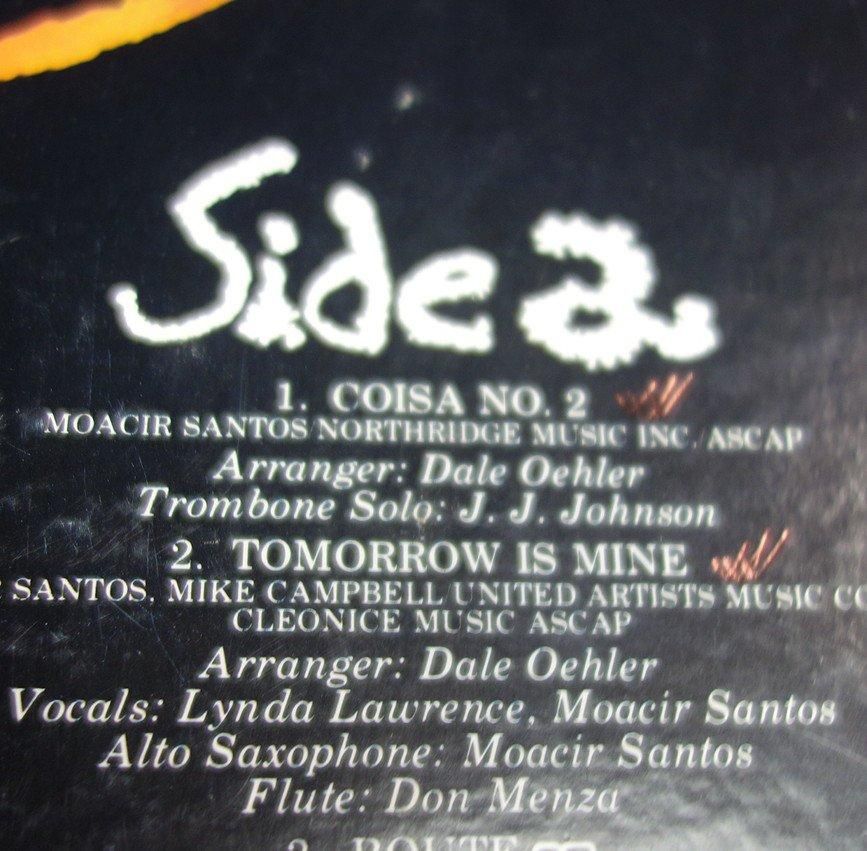 Side a.
1. COISA NO. 2
MOACIR SANTOS/NORTHRIDGE MUSIC INC./ASCAP
Arranger: Dale Oehler
Trombone Solo: J. J. Johnson
2. TOMORROW IS MINE
SANTOS, MIKE CAMPBELL/UNITED ARTISTS MUSIC
CLEONICE MUSIC ASCAP
Arranger: Dale Oehler
Vocals: Lynda Lawrence, Moacir Santos
Alto Saxophone: Moacir Santos
Flute: Don Menza
ROUTE